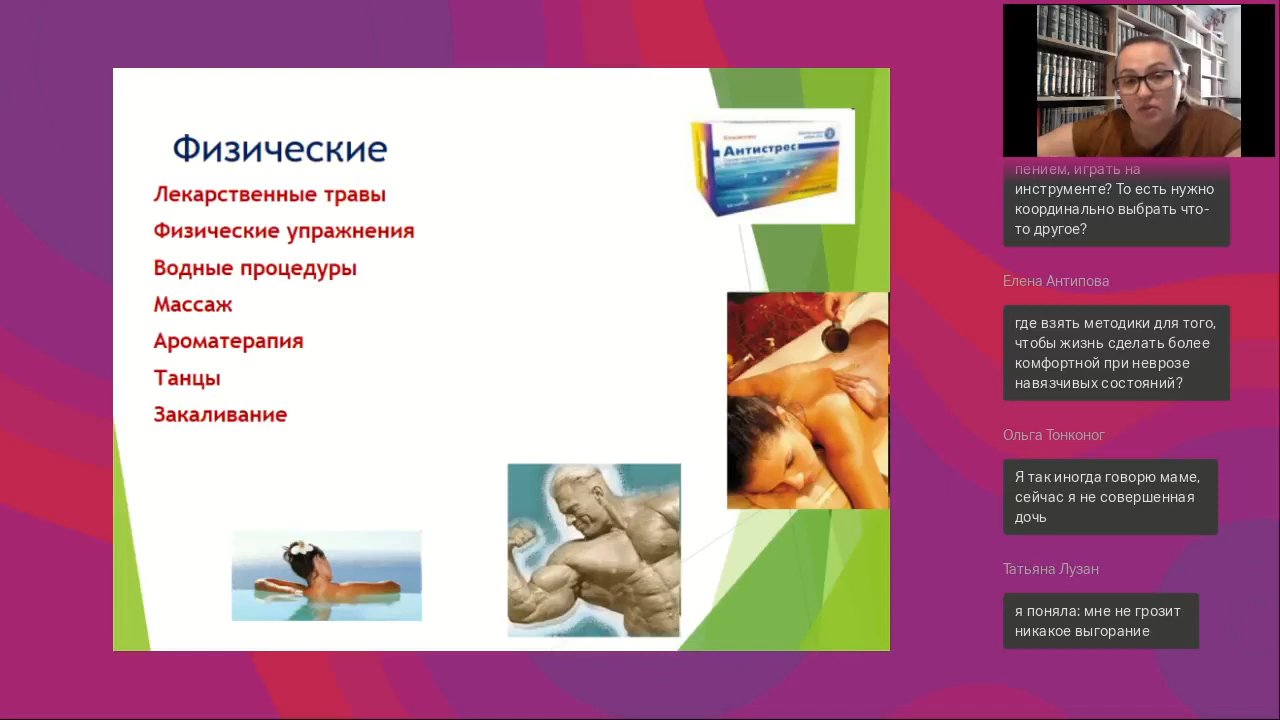 Физические
Лекарственные травы
Физические упражнения
Водные процедуры
Массаж
Ароматерапия
Танцы
Закаливание
Антистрес
пением, играть на
инструменте? То есть нужно
координально выбрать что-
то другое?
Елена Антипова
где взять методики для того,
чтобы жизнь сделать более
комфортной при неврозе
навязчивых состояний?
Ольга Тонконог
Я так иногда говорю маме,
сейчас я не совершенная
дочь
Татьяна Лузан
я поняла: мне не грозит
никакое выгорание